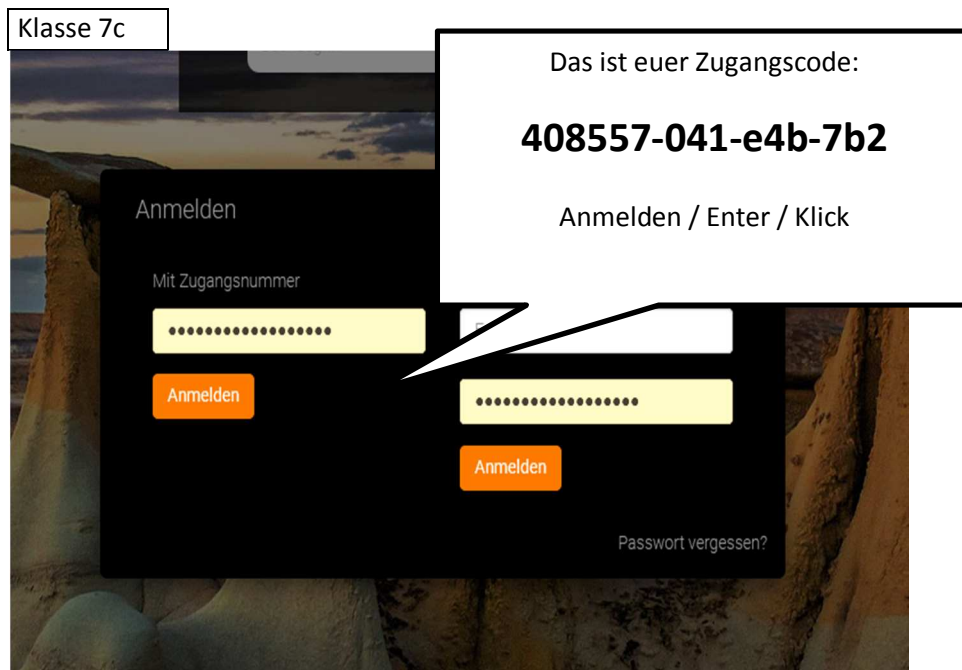 Klasse 7c
Das ist euer Zugangscode:
408557-041-e4b-7b2
Anmelden / Enter / Klick
Anmelden
Mit Zugangsnummer
••••••••••••••••••
Anmelden
••••••••••••••••••
Anmelden
Passwort vergessen?